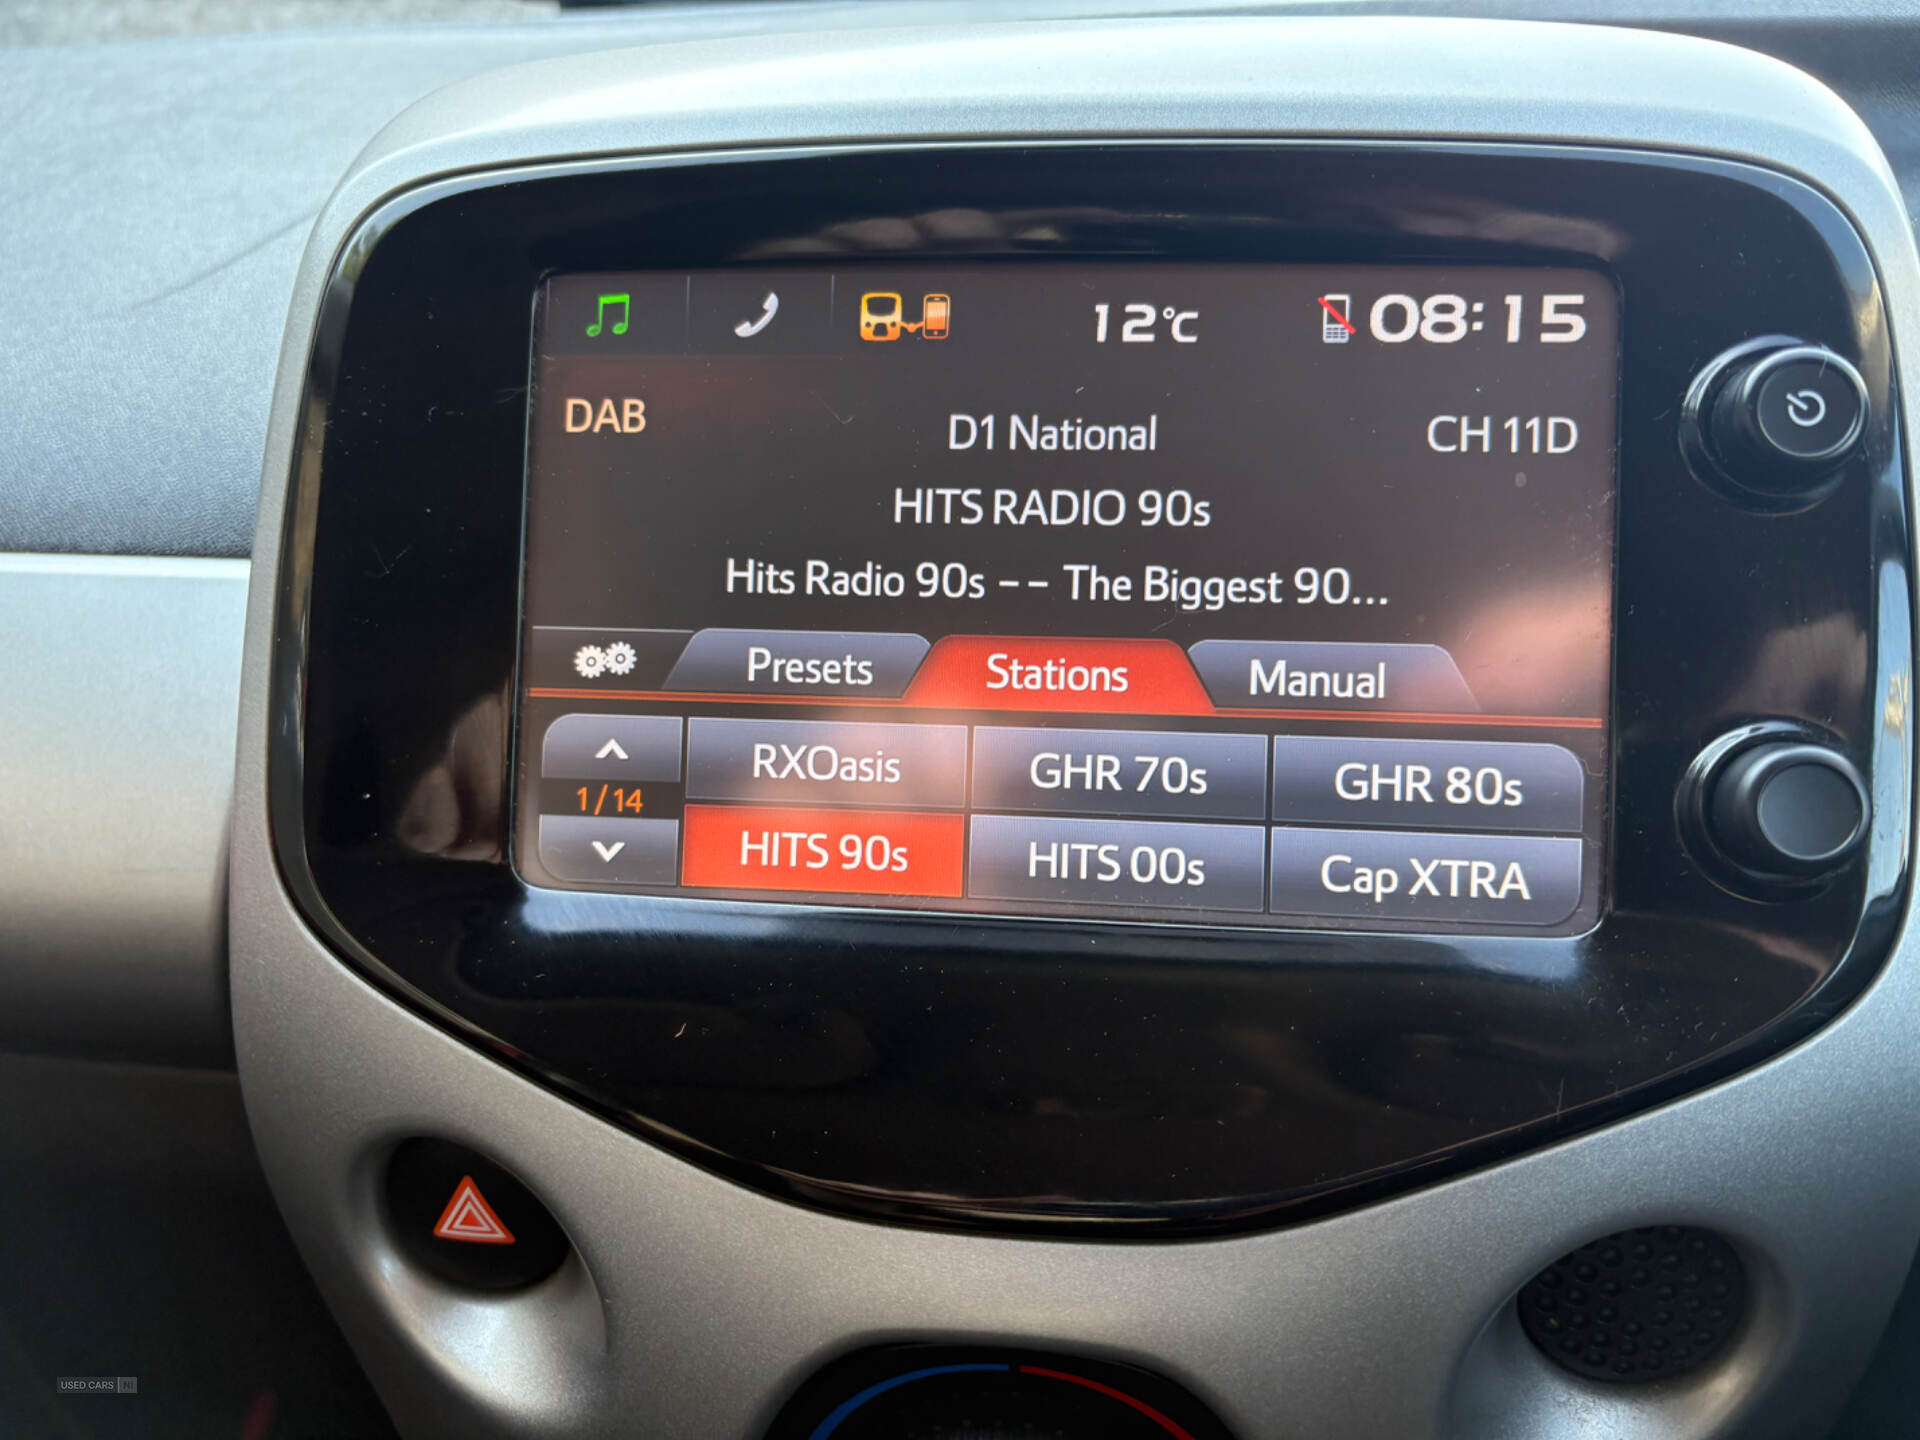 12°C
08:15
DAB
D1 National
CH 11D
HITS RADIO 90s
Hits Radio 90s -- The Biggest 90...
Presets
Stations
Manual
RXOasis
GHR 70s
GHR 80s
1/14
HITS 90s
HITS 00s
Cap XTRA
USED CARS NI